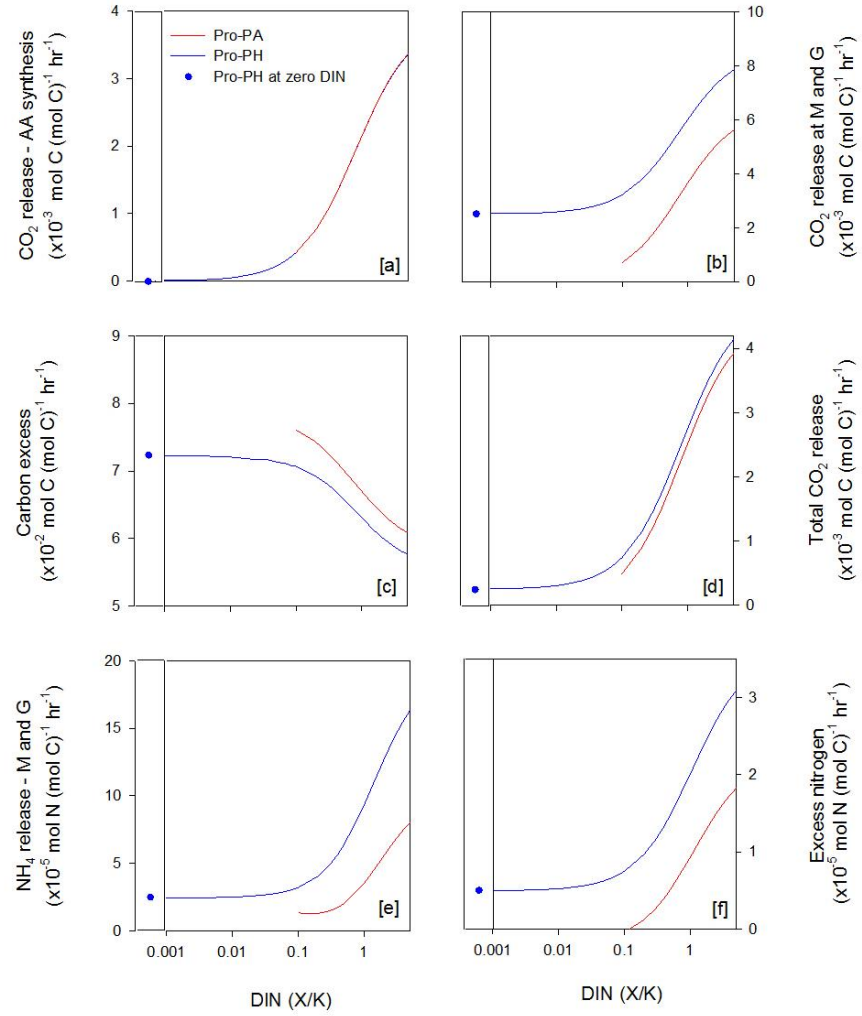 CO₂ release - AA synthesis
(x10⁻³ mol C (mol C)⁻¹ hr⁻¹)
4
3
2
1
0
Pro-PA
Pro-PH
Pro-PH at zero DIN
[a]
10
8
6
4
2
0
[b]
CO₂ release at M and G
(x10⁻³ mol C (mol C)⁻¹ hr⁻¹)
Carbon excess
(x10⁻² mol C (mol C)⁻¹ hr⁻¹)
9
8
7
6
5
[c]
4
3
2
1
0
[d]
Total CO₂ release
(x10⁻³ mol C (mol C)⁻¹ hr⁻¹)
NH₄ release - M and G
(x10⁻⁵ mol N (mol C)⁻¹ hr⁻¹)
20
15
10
5
0
[e]
0.001 0.01 0.1 1
DIN (X/K)
3
2
1
0
[f]
0.001 0.01 0.1 1
DIN (X/K)
Excess nitrogen
(x10⁻⁵ mol N (mol C)⁻¹ hr⁻¹)